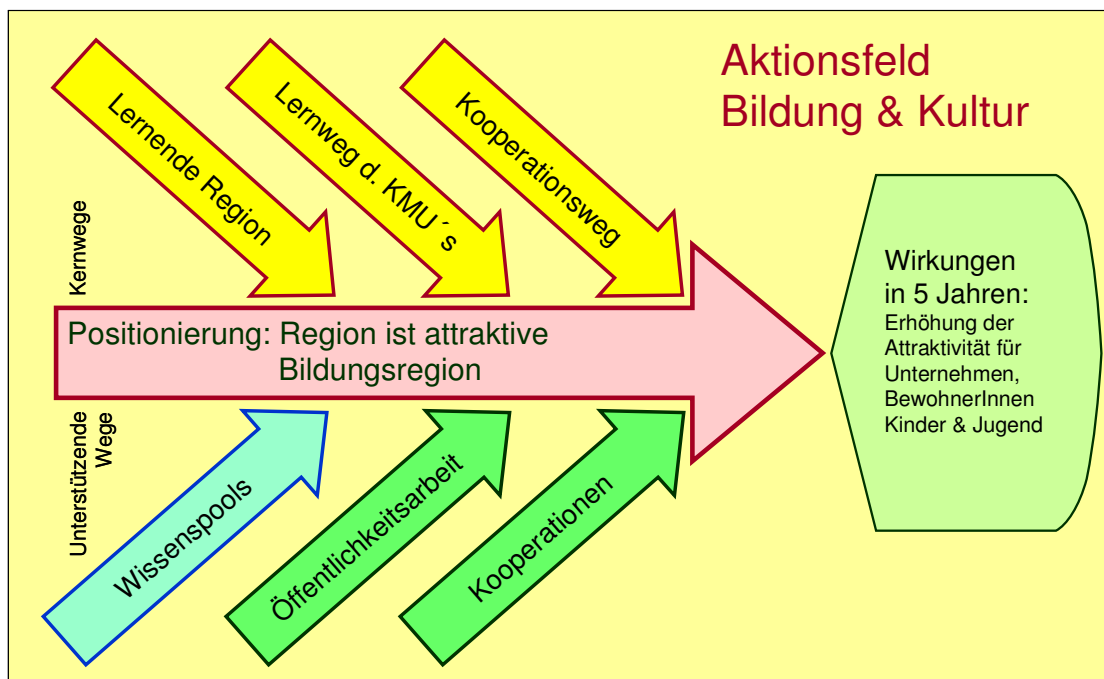 Aktionsfeld
Bildung & Kultur
Lernende Region
Lernweg d. KMU´s
Kooperationsweg
Kernwege
Positionierung: Region ist attraktive
Bildungsregion
Unterstützende
Wege
Wissenspools
Öffentlichkeitsarbeit
Kooperationen
Wirkungen
in 5 Jahren:
Erhöhung der
Attraktivität für
Unternehmen,
BewohnerInnen
Kinder & Jugend